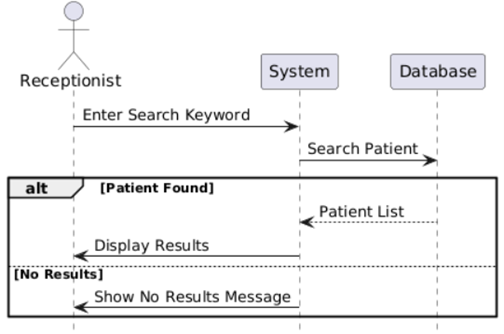 Receptionist
System
Database
Enter Search Keyword
Search Patient
alt [Patient Found]
Patient List
Display Results
[No Results]
Show No Results Message